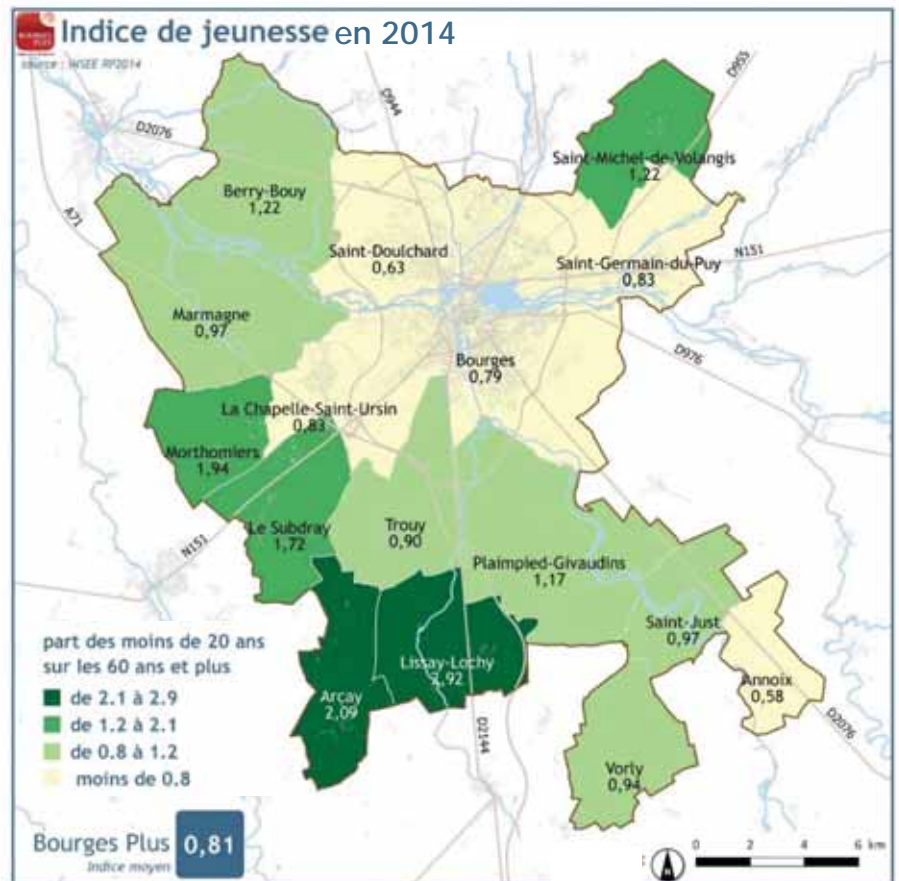 BOURGES PLUS
Indice de jeunesse en 2014
source : INSEE RP2014
D955
D944
D2076
Saint-Michel-de-Volangis
1,22
Berry-Bouy
1,22
A71
Saint-Doulchard
0,63
Saint-Germain-du-Puy
0,83
N151
Marmagne
0,97
D976
Bourges
0,79
La Chapelle-Saint-Ursin
0,83
Morthomiers
1,94
Le Subdray
1,72
Trouy
0,90
N151
Plaimpied-Givaudins
1,17
Saint-Just
0,97
part des moins de 20 ans
sur les 60 ans et plus
de 2.1 à 2.9
de 1.2 à 2.1
de 0.8 à 1.2
moins de 0.8
Lissay-Lochy
2,92
Arcay
2,09
Annoix
0,58
D2076
D2144
Vorly
0,94
Bourges Plus 0,81
Indice moyen
N
0 2 4 6 km